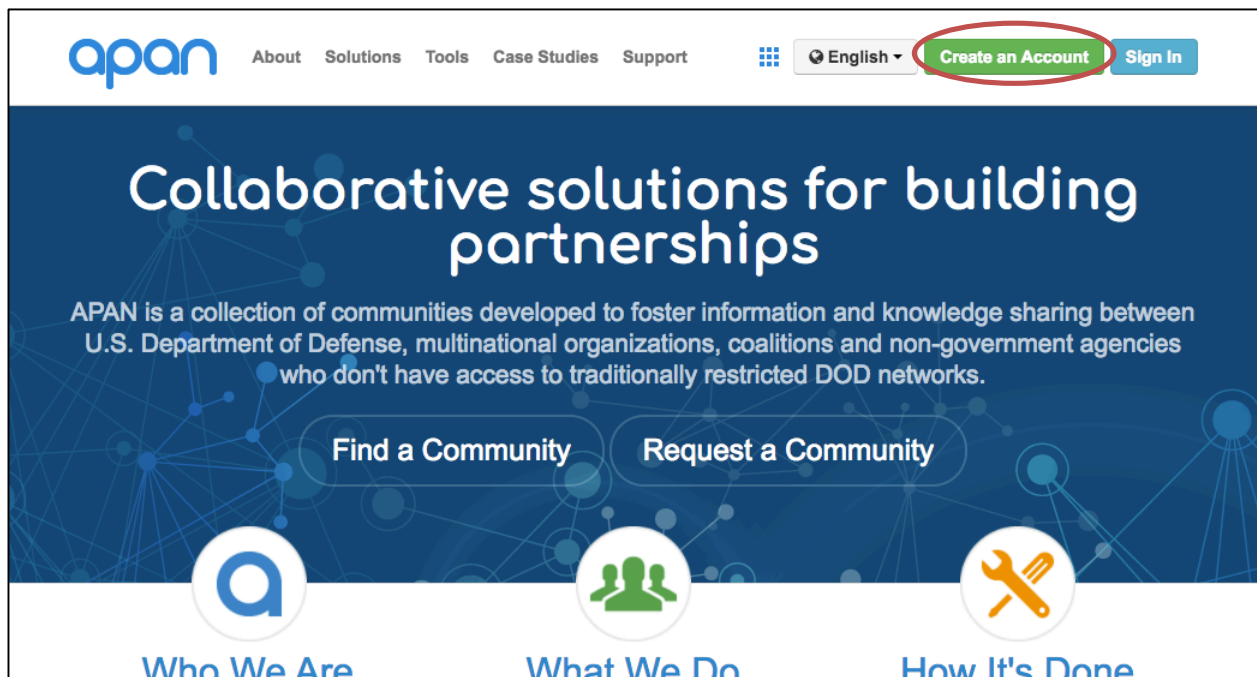 apan
About Solutions Tools Case Studies Support English Create an Account Sign In
Collaborative solutions for building
partnerships
APAN is a collection of communities developed to foster information and knowledge sharing between
U.S. Department of Defense, multinational organizations, coalitions and non-government agencies
who don't have access to traditionally restricted DOD networks.
Find a Community Request a Community
Who We Are What We Do How It's Done